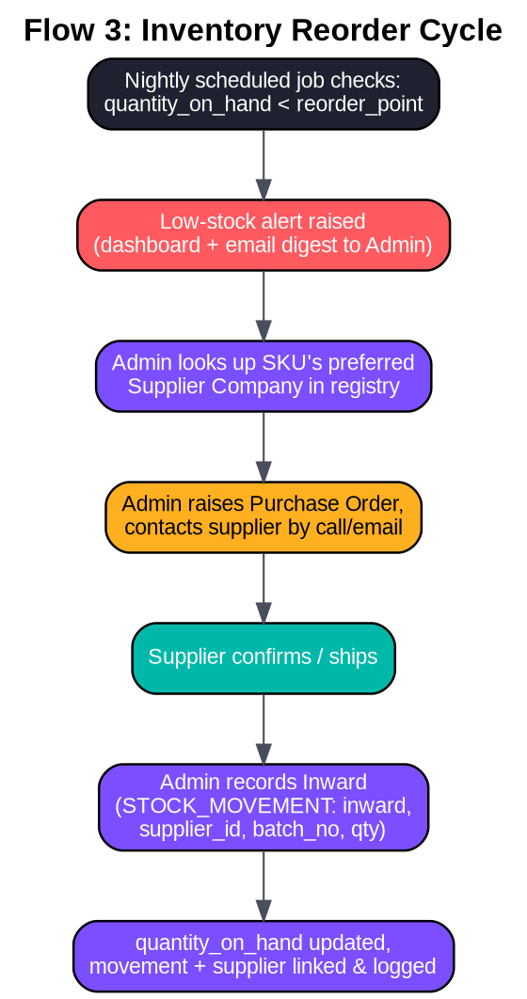 Flow 3: Inventory Reorder Cycle
Nightly scheduled job checks:
quantity_on_hand < reorder_point
Low-stock alert raised
(dashboard + email digest to Admin)
Admin looks up SKU's preferred
Supplier Company in registry
Admin raises Purchase Order,
contacts supplier by call/email
Supplier confirms / ships
Admin records Inward
(STOCK_MOVEMENT: inward,
supplier_id, batch_no, qty)
quantity_on_hand updated,
movement + supplier linked & logged